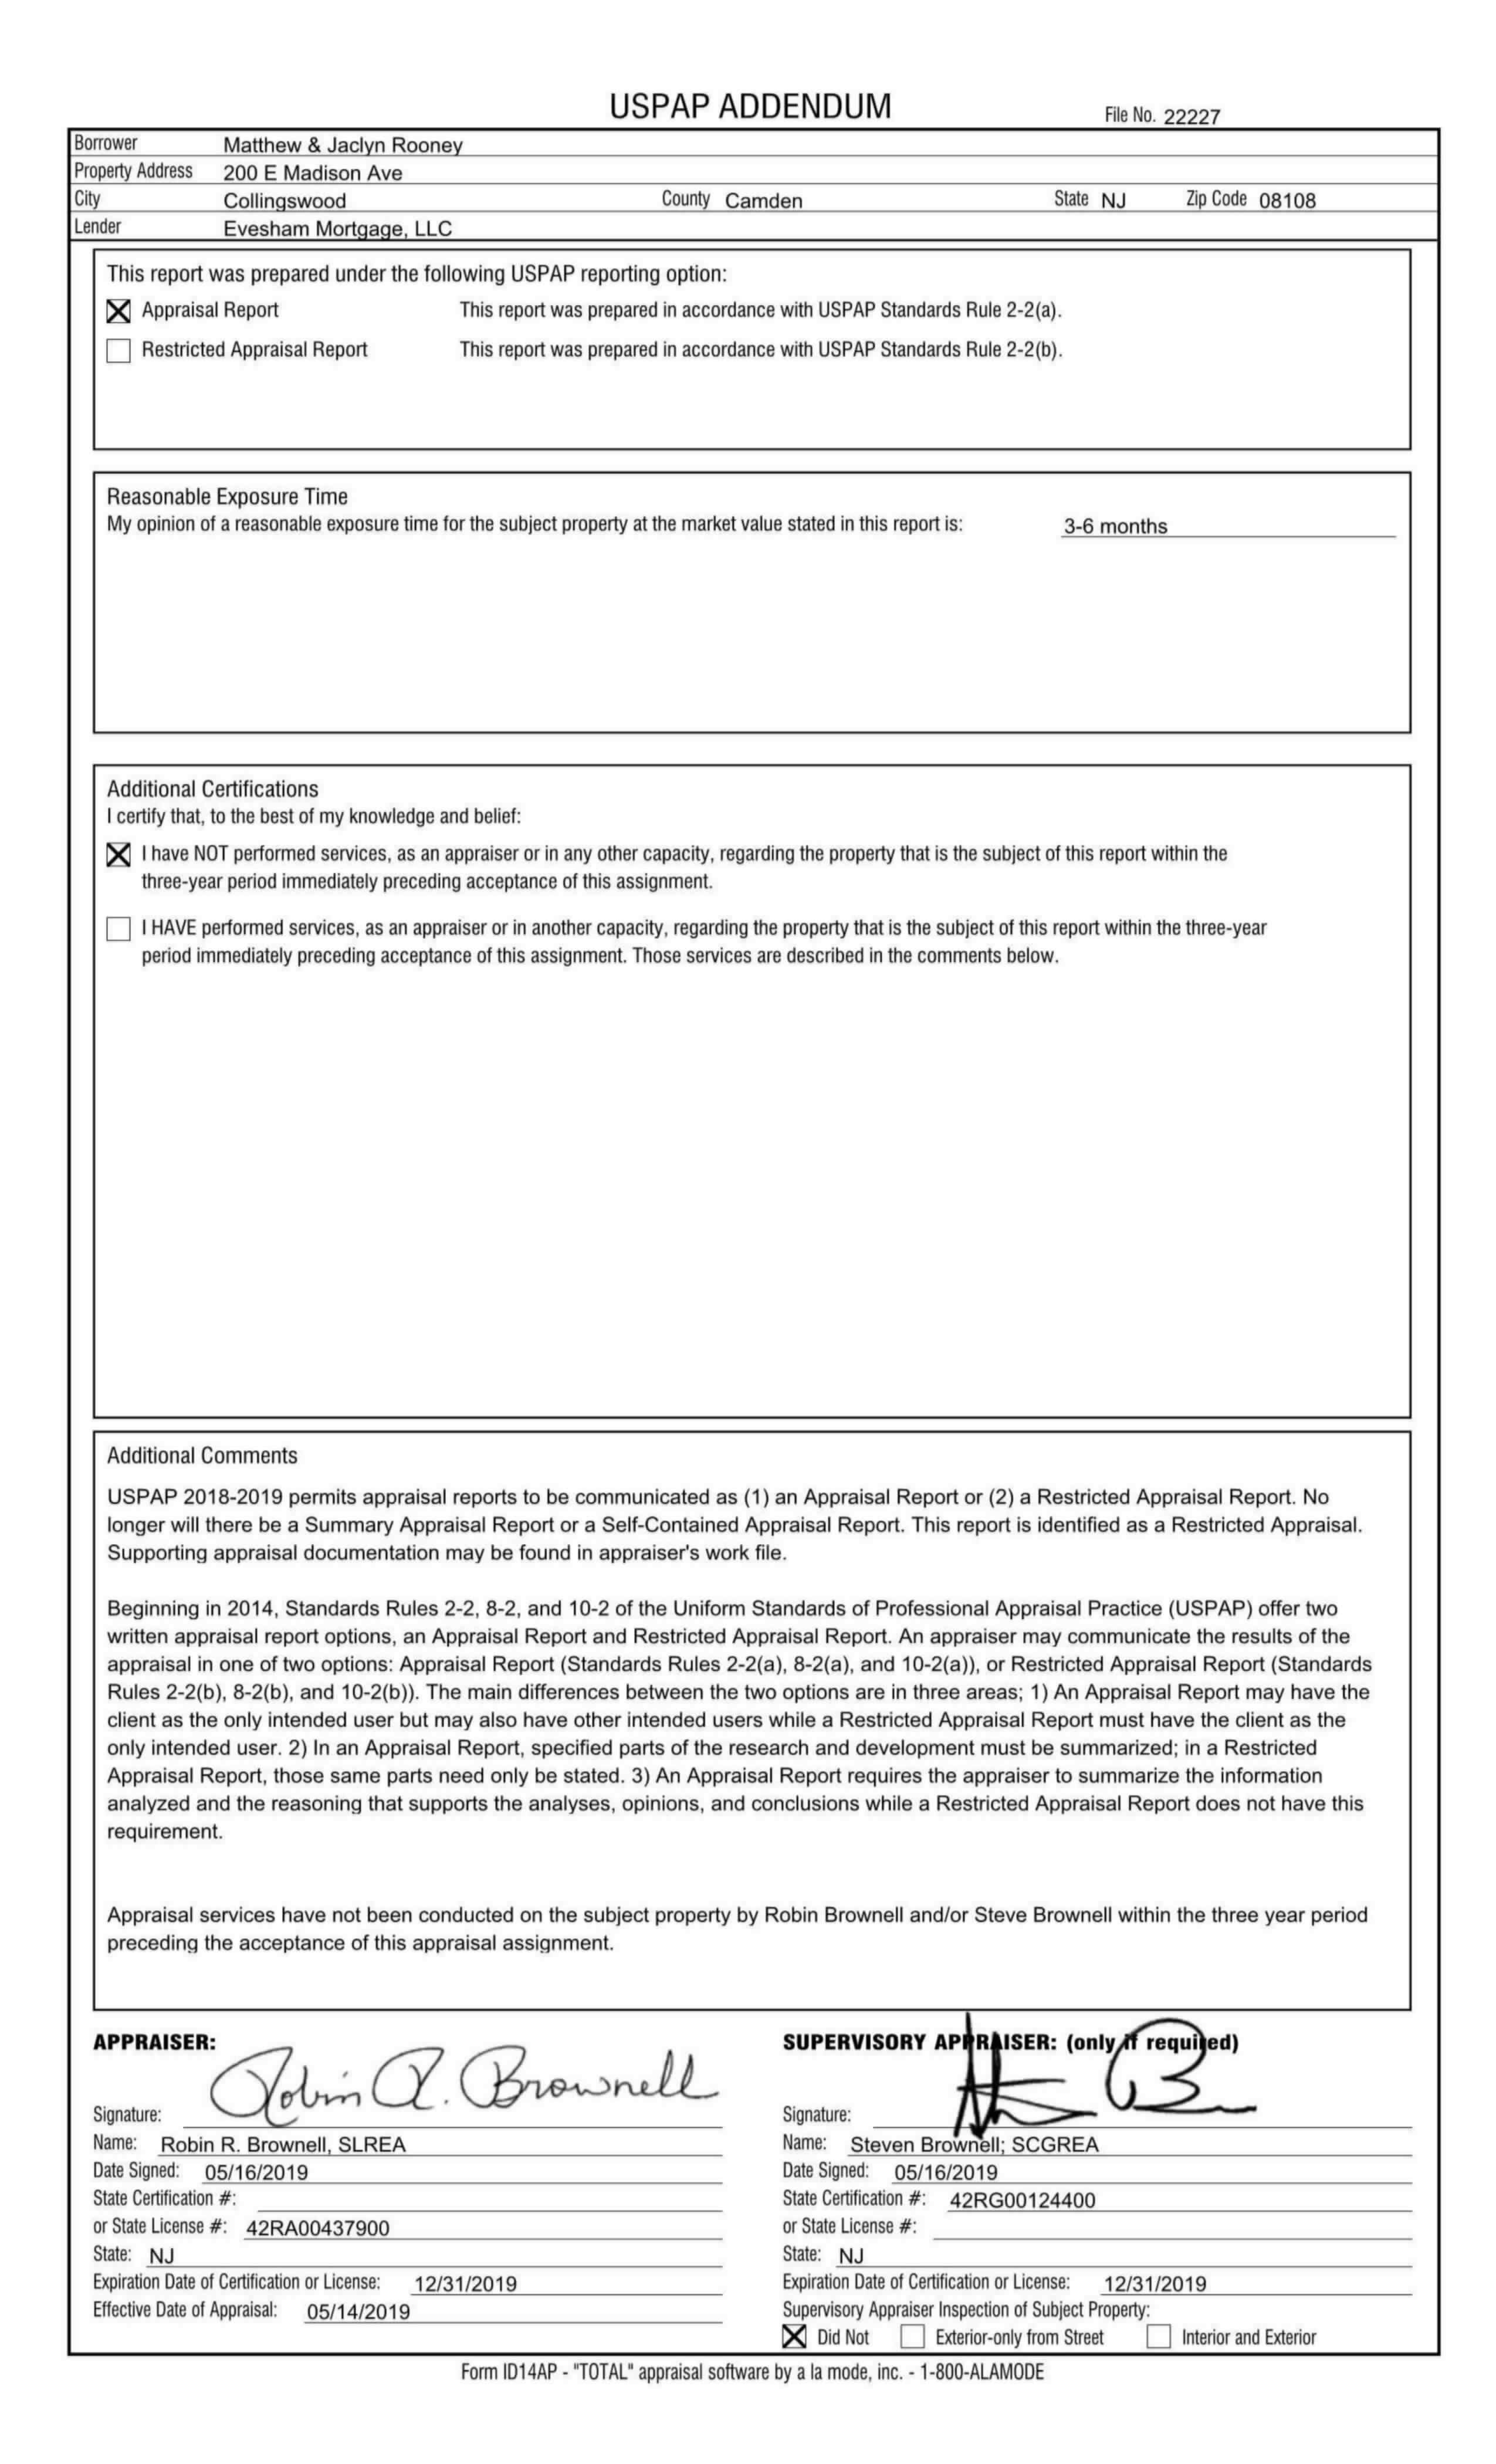 USPAP ADDENDUM
File No. 22227
Borrower Matthew & Jaclyn Rooney
Property Address 200 E Madison Ave
City Collingswood County Camden State NJ Zip Code 08108
Lender Evesham Mortgage, LLC
This report was prepared under the following USPAP reporting option:
Appraisal Report This report was prepared in accordance with USPAP Standards Rule 2-2(a).
Restricted Appraisal Report This report was prepared in accordance with USPAP Standards Rule 2-2(b).
Reasonable Exposure Time
My opinion of a reasonable exposure time for the subject property at the market value stated in this report is: 3-6 months
Additional Certifications
I certify that, to the best of my knowledge and belief:
I have NOT performed services, as an appraiser or in any other capacity, regarding the property that is the subject of this report within the
three-year period immediately preceding acceptance of this assignment.
I HAVE performed services, as an appraiser or in another capacity, regarding the property that is the subject of this report within the three-year
period immediately preceding acceptance of this assignment. Those services are described in the comments below.
Additional Comments
USPAP 2018-2019 permits appraisal reports to be communicated as (1) an Appraisal Report or (2) a Restricted Appraisal Report. No
longer will there be a Summary Appraisal Report or a Self-Contained Appraisal Report. This report is identified as a Restricted Appraisal.
Supporting appraisal documentation may be found in appraiser's work file.
Beginning in 2014, Standards Rules 2-2, 8-2, and 10-2 of the Uniform Standards of Professional Appraisal Practice (USPAP) offer two
written appraisal report options, an Appraisal Report and Restricted Appraisal Report. An appraiser may communicate the results of the
appraisal in one of two options: Appraisal Report (Standards Rules 2-2(a), 8-2(a), and 10-2(a)), or Restricted Appraisal Report (Standards
Rules 2-2(b), 8-2(b), and 10-2(b)). The main differences between the two options are in three areas; 1) An Appraisal Report may have the
client as the only intended user but may also have other intended users while a Restricted Appraisal Report must have the client as the
only intended user. 2) In an Appraisal Report, specified parts of the research and development must be summarized; in a Restricted
Appraisal Report, those same parts need only be stated. 3) An Appraisal Report requires the appraiser to summarize the information
analyzed and the reasoning that supports the analyses, opinions, and conclusions while a Restricted Appraisal Report does not have this
requirement.
Appraisal services have not been conducted on the subject property by Robin Brownell and/or Steve Brownell within the three year period
preceding the acceptance of this appraisal assignment.
APPRAISER:
Signature: Robin R. Brownell
Name: Robin R. Brownell, SLREA
Date Signed: 05/16/2019
State Certification #:
or State License #: 42RA00437900
State: NJ
Expiration Date of Certification or License: 12/31/2019
Effective Date of Appraisal: 05/14/2019
SUPERVISORY APPRAISER: (only if required)
Signature:
Name: Steven Brownell; SCGREA
Date Signed: 05/16/2019
State Certification #: 42RG00124400
or State License #:
State: NJ
Expiration Date of Certification or License: 12/31/2019
Supervisory Appraiser Inspection of Subject Property:
Did Not Exterior-only from Street Interior and Exterior
Form ID14AP - "TOTAL" appraisal software by a la mode, inc. - 1-800-ALAMODE